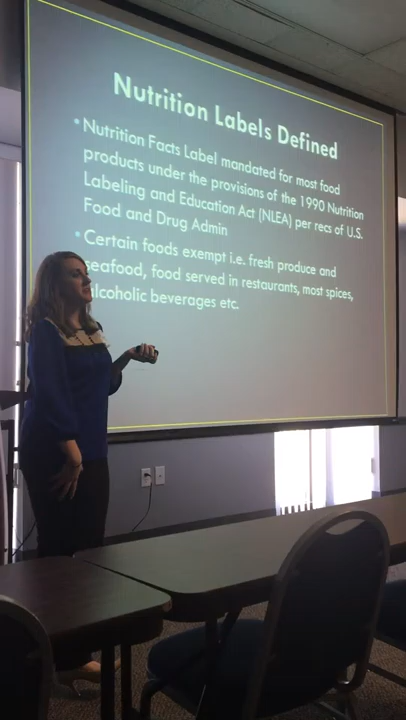 Nutrition Labels Defined
• Nutrition Facts Label mandated for most food
products under the provisions of the 1990 Nutrition
Labeling and Education Act (NLEA) per recs of U.S.
Food and Drug Admin
• Certain foods exempt i.e. fresh produce and
seafood, food served in restaurants, most spices,
alcoholic beverages etc.